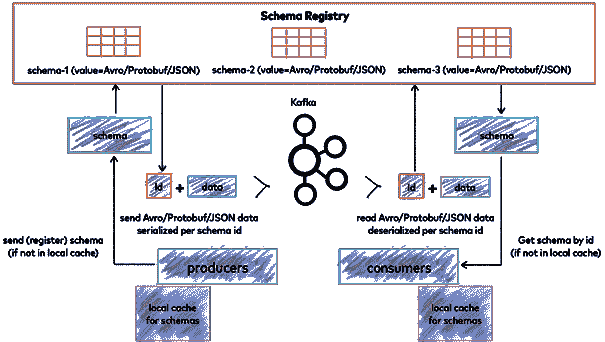 Schema Registry
schema-1 (value=Avro/Protobuf/JSON)
schema-2 (value=Avro/Protobuf/JSON)
schema-3 (value=Avro/Protobuf/JSON)
Kafka
schema
schema
id
+
data
id
+
data
send Avro/Protobuf/JSON data
serialized per schema id
read Avro/Protobuf/JSON data
deserialized per schema id
send (register) schema
(if not in local cache)
Get schema by id
(if not in local cache)
producers
consumers
local cache
for schemas
local cache
for schemas